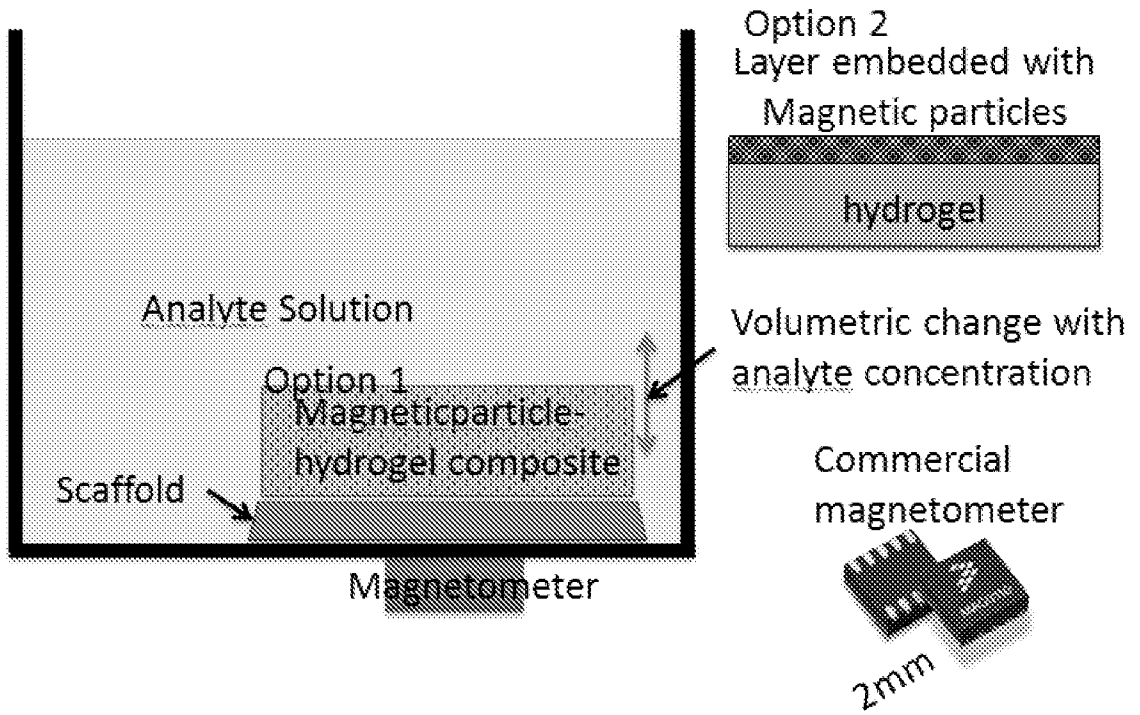 Option 2
Layer embedded with
Magnetic particles
hydrogel
Analyte Solution
Volumetric change with
analyte concentration
Option 1
Magneticparticle-
hydrogel composite
Scaffold
Commercial
magnetometer
Magnetometer
2mm